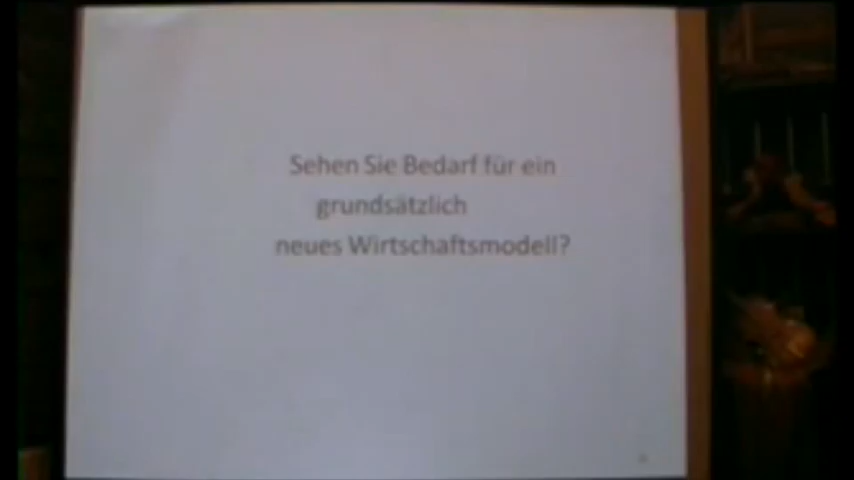 Sehen Sie Bedarf für ein
grundsätzlich
neues Wirtschaftsmodell?